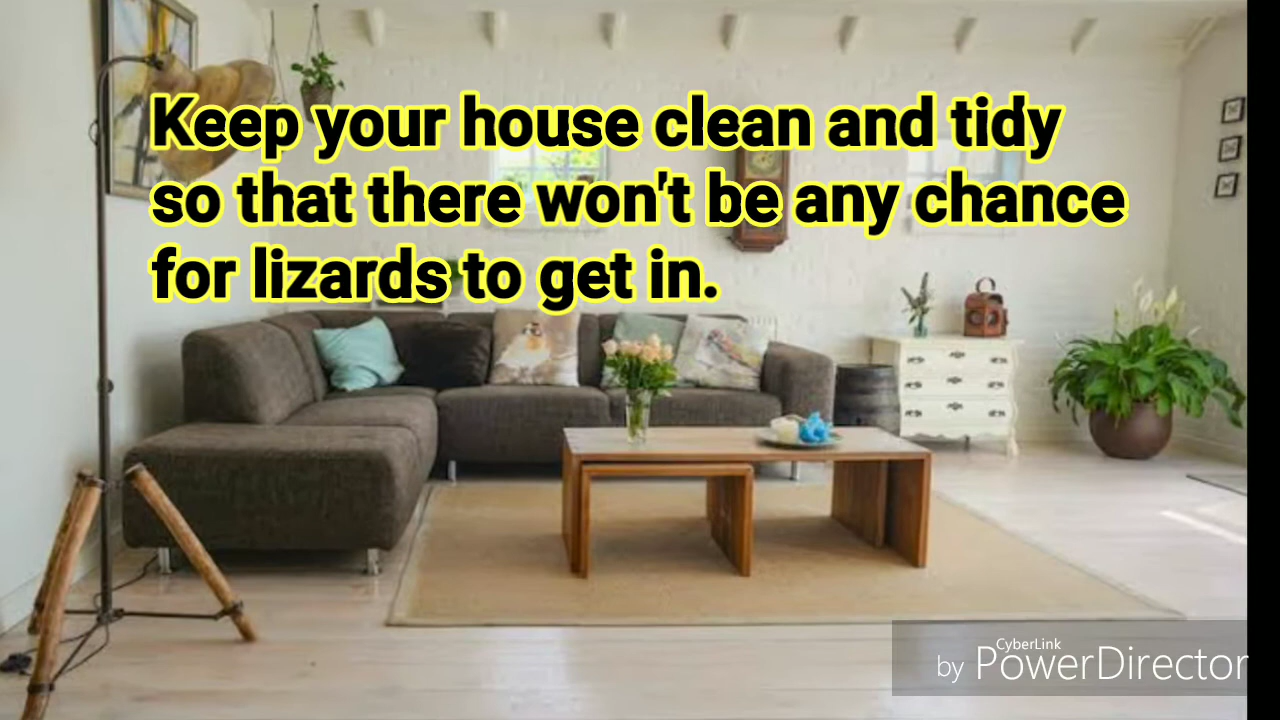 Keep your house clean and tidy
so that there won't be any chance
for lizards to get in.
CyberLink
by PowerDirector